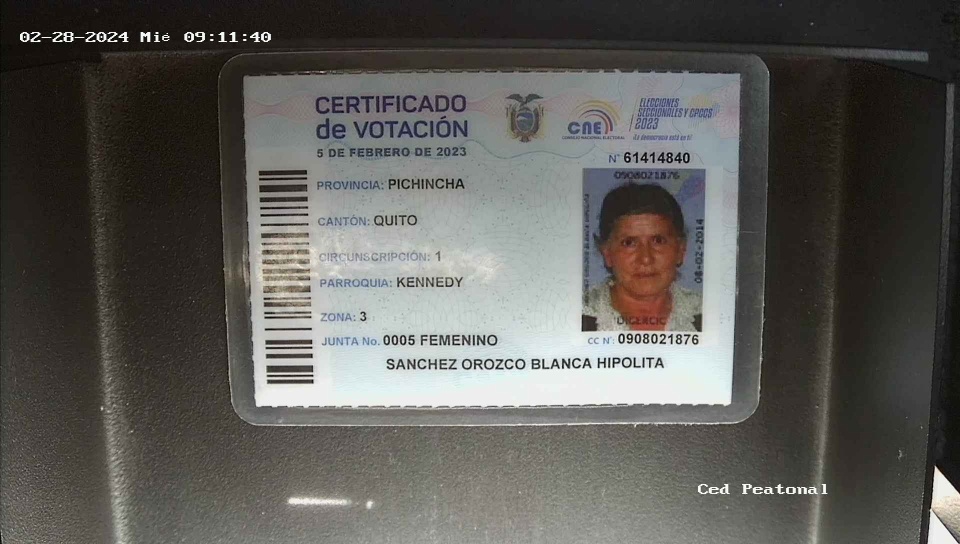 02-28-2024 Mié 09:11:40
CERTIFICADO
de VOTACIÓN
5 DE FEBRERO DE 2023
CNE
CONSEJO NACIONAL ELECTORAL
ELECCIONES
SECCIONALES Y CPCCS
2023
¡La democracia está en ti!
N° 61414840
PROVINCIA: PICHINCHA
CANTÓN: QUITO
CIRCUNSCRIPCIÓN: 1
PARROQUIA: KENNEDY
ZONA: 3
JUNTA No. 0005 FEMENINO
0908021876
08-02-2014
DIGERCIC
CC N°: 0908021876
SANCHEZ OROZCO BLANCA HIPOLITA
Ced Peatonal